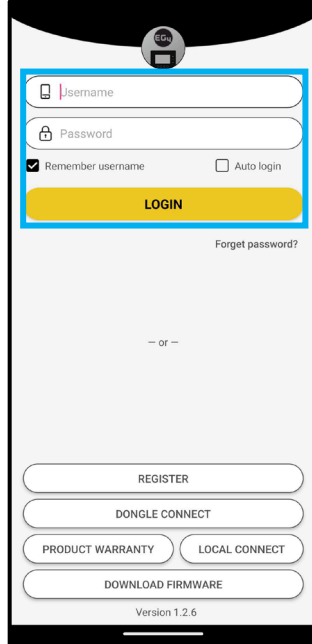 EG4
Username
Password
Remember username Auto login
LOGIN
Forget password?
— or —
REGISTER
DONGLE CONNECT
PRODUCT WARRANTY LOCAL CONNECT
DOWNLOAD FIRMWARE
Version 1.2.6